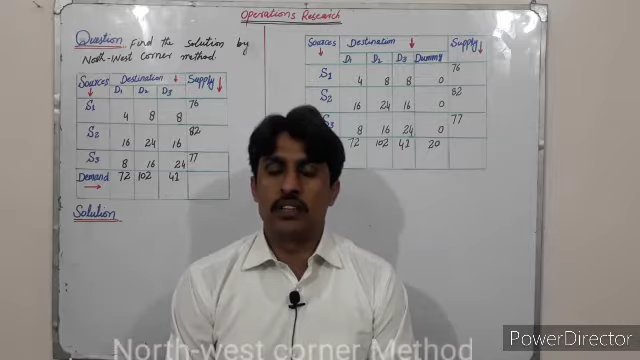 Operations Research
Question Find the solution by
North-West Corner method.
Sources Destination Supply
D1 D2 D3
S1 4 8 8 76
S2 16 24 16 82
S3 8 16 24 77
Demand 72 102 41
Solution
Sources Destination Supply
D1 D2 D3 Dummy
S1 4 8 8 0 76
S2 16 24 16 0 82
S3 8 16 24 0 77
72 102 41 20
North-west corner Method
PowerDirector